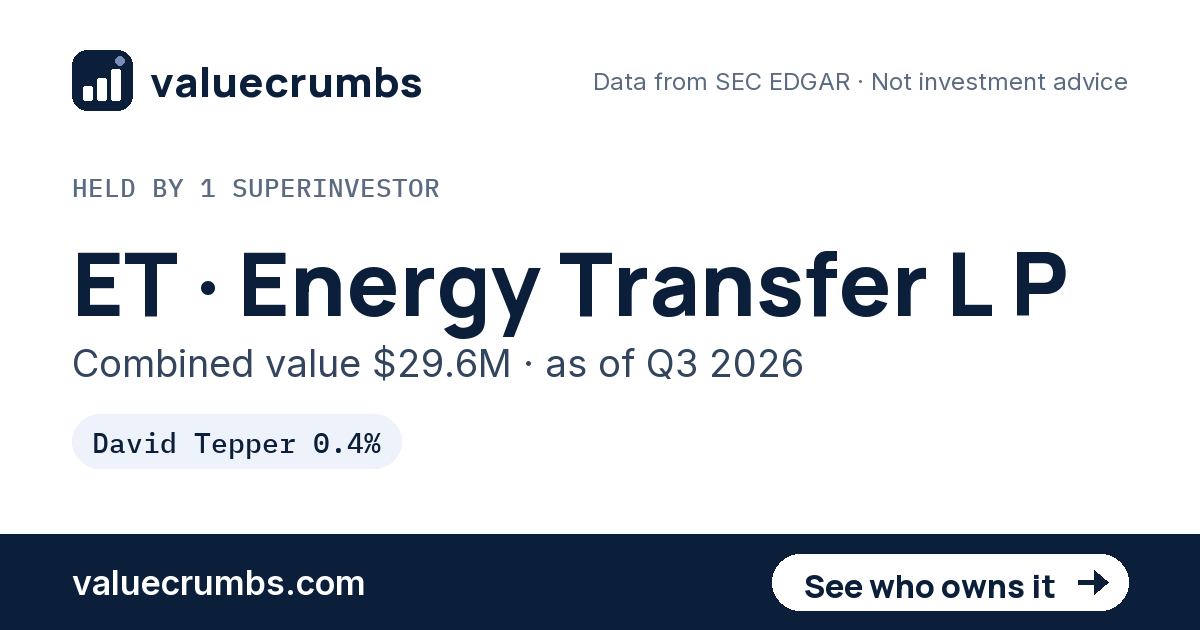 valuecrumbs
Data from SEC EDGAR · Not investment advice
HELD BY 1 SUPERINVESTOR
ET · Energy Transfer L P
Combined value $29.6M · as of Q3 2026
David Tepper 0.4%
valuecrumbs.com
See who owns it →